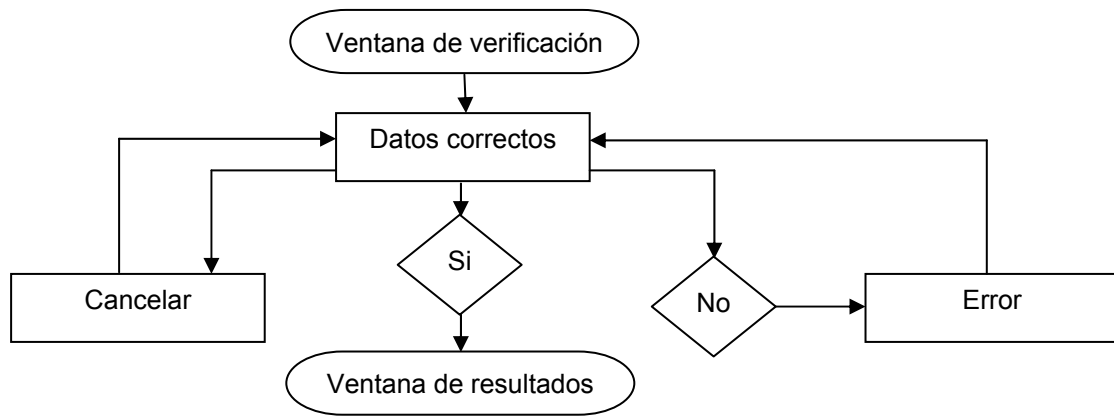 Ventana de verificación
Datos correctos
Si
Cancelar
No
Error
Ventana de resultados